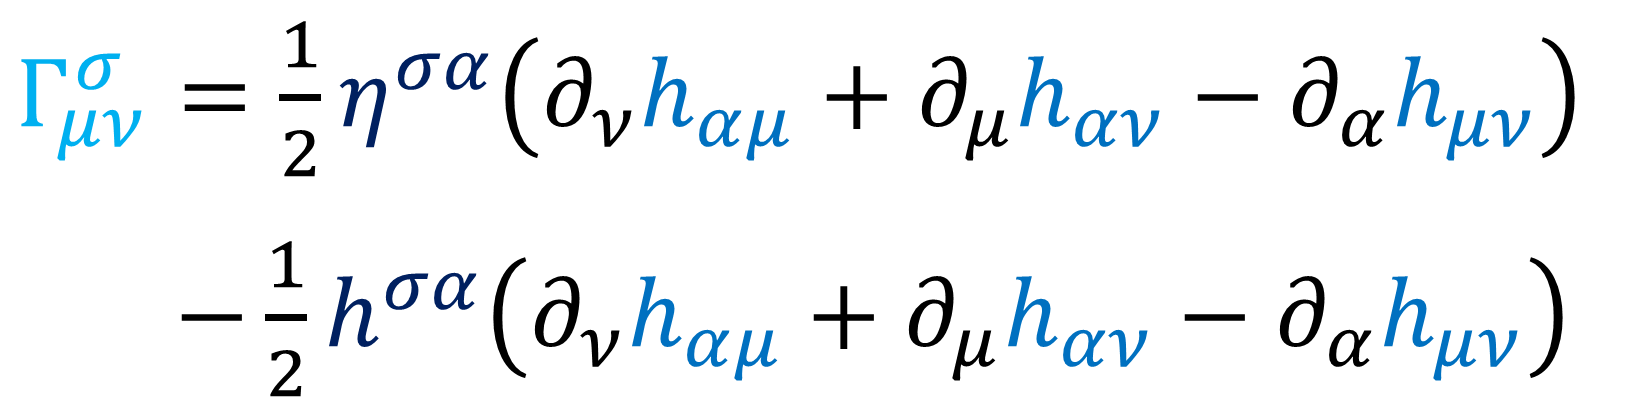 Γ^σ_μν = 1/2 η^σα (∂_ν h_αμ + ∂_μ h_αν − ∂_α h_μν)
− 1/2 h^σα (∂_ν h_αμ + ∂_μ h_αν − ∂_α h_μν)